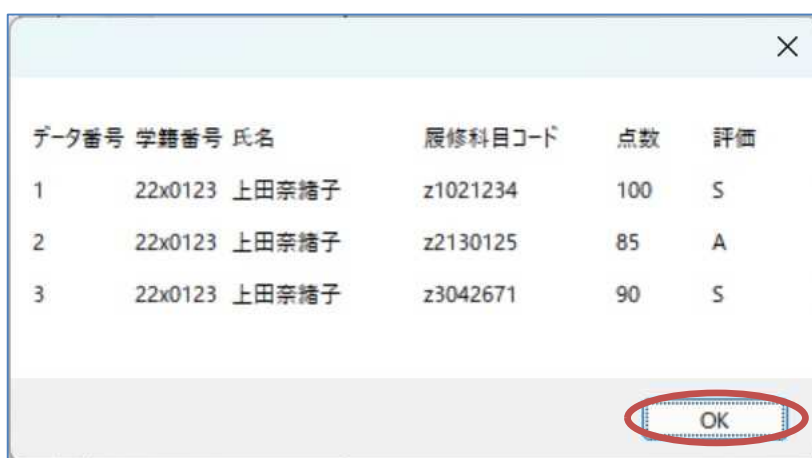 データ番号 学籍番号 氏名 履修科目コード 点数 評価
1 22x0123 上田奈緒子 z1021234 100 S
2 22x0123 上田奈緒子 z2130125 85 A
3 22x0123 上田奈緒子 z3042671 90 S
OK